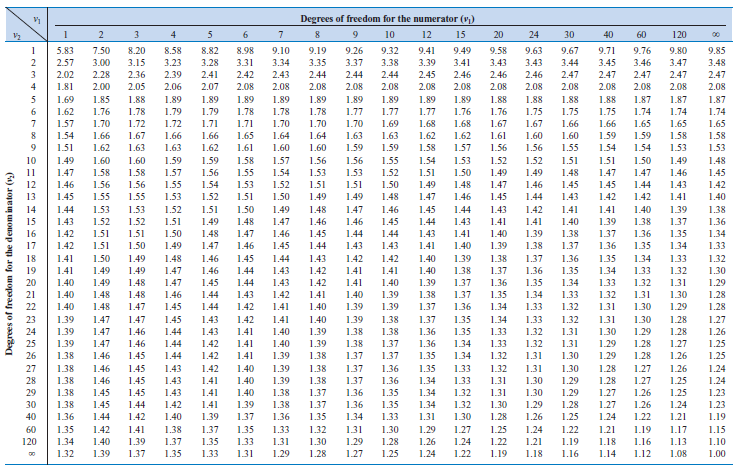 ν1 Degrees of freedom for the numerator (ν1)
ν2 1 2 3 4 5 6 7 8 9 10 12 15 20 24 30 40 60 120 ∞
Degrees of freedom for the denominator (ν2)
1 5.83 7.50 8.20 8.58 8.82 8.98 9.10 9.19 9.26 9.32 9.41 9.49 9.58 9.63 9.67 9.71 9.76 9.80 9.85
2 2.57 3.00 3.15 3.23 3.28 3.31 3.34 3.35 3.37 3.38 3.39 3.41 3.43 3.43 3.44 3.45 3.46 3.47 3.48
3 2.02 2.28 2.36 2.39 2.41 2.42 2.43 2.44 2.44 2.44 2.45 2.46 2.46 2.46 2.47 2.47 2.47 2.47 2.47
4 1.81 2.00 2.05 2.06 2.07 2.08 2.08 2.08 2.08 2.08 2.08 2.08 2.08 2.08 2.08 2.08 2.08 2.08 2.08
5 1.69 1.85 1.88 1.89 1.89 1.89 1.89 1.89 1.89 1.89 1.89 1.89 1.88 1.88 1.88 1.88 1.87 1.87 1.87
6 1.62 1.76 1.78 1.79 1.79 1.78 1.78 1.78 1.77 1.77 1.77 1.76 1.76 1.75 1.75 1.75 1.74 1.74 1.74
7 1.57 1.70 1.72 1.72 1.71 1.71 1.70 1.70 1.70 1.69 1.68 1.68 1.67 1.67 1.66 1.66 1.65 1.65 1.65
8 1.54 1.66 1.67 1.66 1.66 1.65 1.64 1.64 1.63 1.63 1.62 1.62 1.61 1.60 1.60 1.59 1.59 1.58 1.58
9 1.51 1.62 1.63 1.63 1.62 1.61 1.60 1.60 1.59 1.59 1.58 1.57 1.56 1.56 1.55 1.54 1.54 1.53 1.53
10 1.49 1.60 1.60 1.59 1.59 1.58 1.57 1.56 1.56 1.55 1.54 1.53 1.52 1.52 1.51 1.51 1.50 1.49 1.48
11 1.47 1.58 1.58 1.57 1.56 1.55 1.54 1.53 1.53 1.52 1.51 1.50 1.49 1.49 1.48 1.47 1.47 1.46 1.45
12 1.46 1.56 1.56 1.55 1.54 1.53 1.52 1.51 1.51 1.50 1.49 1.48 1.47 1.46 1.45 1.45 1.44 1.43 1.42
13 1.45 1.55 1.55 1.53 1.52 1.51 1.50 1.49 1.49 1.48 1.47 1.46 1.45 1.44 1.43 1.42 1.42 1.41 1.40
14 1.44 1.53 1.53 1.52 1.51 1.50 1.49 1.48 1.47 1.46 1.45 1.44 1.43 1.42 1.41 1.41 1.40 1.39 1.38
15 1.43 1.52 1.52 1.51 1.49 1.48 1.47 1.46 1.46 1.45 1.44 1.43 1.41 1.41 1.40 1.39 1.38 1.37 1.36
16 1.42 1.51 1.51 1.50 1.48 1.47 1.46 1.45 1.44 1.44 1.43 1.41 1.40 1.39 1.38 1.37 1.36 1.35 1.34
17 1.42 1.51 1.50 1.49 1.47 1.46 1.45 1.44 1.43 1.43 1.41 1.40 1.39 1.38 1.37 1.36 1.35 1.34 1.33
18 1.41 1.50 1.49 1.48 1.46 1.45 1.44 1.43 1.42 1.42 1.40 1.39 1.38 1.37 1.36 1.35 1.34 1.33 1.32
19 1.41 1.49 1.49 1.47 1.46 1.44 1.43 1.42 1.41 1.41 1.40 1.38 1.37 1.36 1.35 1.34 1.33 1.32 1.30
20 1.40 1.49 1.48 1.47 1.45 1.44 1.43 1.42 1.41 1.40 1.39 1.37 1.36 1.35 1.34 1.33 1.32 1.31 1.29
21 1.40 1.48 1.48 1.46 1.44 1.43 1.42 1.41 1.40 1.39 1.38 1.37 1.35 1.34 1.33 1.32 1.31 1.30 1.28
22 1.40 1.48 1.47 1.45 1.44 1.42 1.41 1.40 1.39 1.39 1.37 1.36 1.34 1.33 1.32 1.31 1.30 1.29 1.28
23 1.39 1.47 1.47 1.45 1.43 1.42 1.41 1.40 1.39 1.38 1.37 1.35 1.34 1.33 1.32 1.31 1.30 1.28 1.27
24 1.39 1.47 1.46 1.44 1.43 1.41 1.40 1.39 1.38 1.38 1.36 1.35 1.33 1.32 1.31 1.30 1.29 1.28 1.26
25 1.39 1.47 1.46 1.44 1.42 1.41 1.40 1.39 1.38 1.37 1.36 1.34 1.33 1.32 1.31 1.29 1.28 1.27 1.25
26 1.38 1.46 1.45 1.44 1.42 1.41 1.39 1.38 1.37 1.37 1.35 1.34 1.32 1.31 1.30 1.29 1.28 1.26 1.25
27 1.38 1.46 1.45 1.43 1.42 1.40 1.39 1.38 1.37 1.36 1.35 1.33 1.32 1.31 1.30 1.28 1.27 1.26 1.24
28 1.38 1.46 1.45 1.43 1.41 1.40 1.39 1.38 1.37 1.36 1.34 1.33 1.31 1.30 1.29 1.28 1.27 1.25 1.24
29 1.38 1.45 1.45 1.43 1.41 1.40 1.38 1.37 1.36 1.35 1.34 1.32 1.31 1.30 1.29 1.27 1.26 1.25 1.23
30 1.38 1.45 1.44 1.42 1.41 1.39 1.38 1.37 1.36 1.35 1.34 1.32 1.30 1.29 1.28 1.27 1.26 1.24 1.23
40 1.36 1.44 1.42 1.40 1.39 1.37 1.36 1.35 1.34 1.33 1.31 1.30 1.28 1.26 1.25 1.24 1.22 1.21 1.19
60 1.35 1.42 1.41 1.38 1.37 1.35 1.33 1.32 1.31 1.30 1.29 1.27 1.25 1.24 1.22 1.21 1.19 1.17 1.15
120 1.34 1.40 1.39 1.37 1.35 1.33 1.31 1.30 1.29 1.28 1.26 1.24 1.22 1.21 1.19 1.18 1.16 1.13 1.10
∞ 1.32 1.39 1.37 1.35 1.33 1.31 1.29 1.28 1.27 1.25 1.24 1.22 1.19 1.18 1.16 1.14 1.12 1.08 1.00